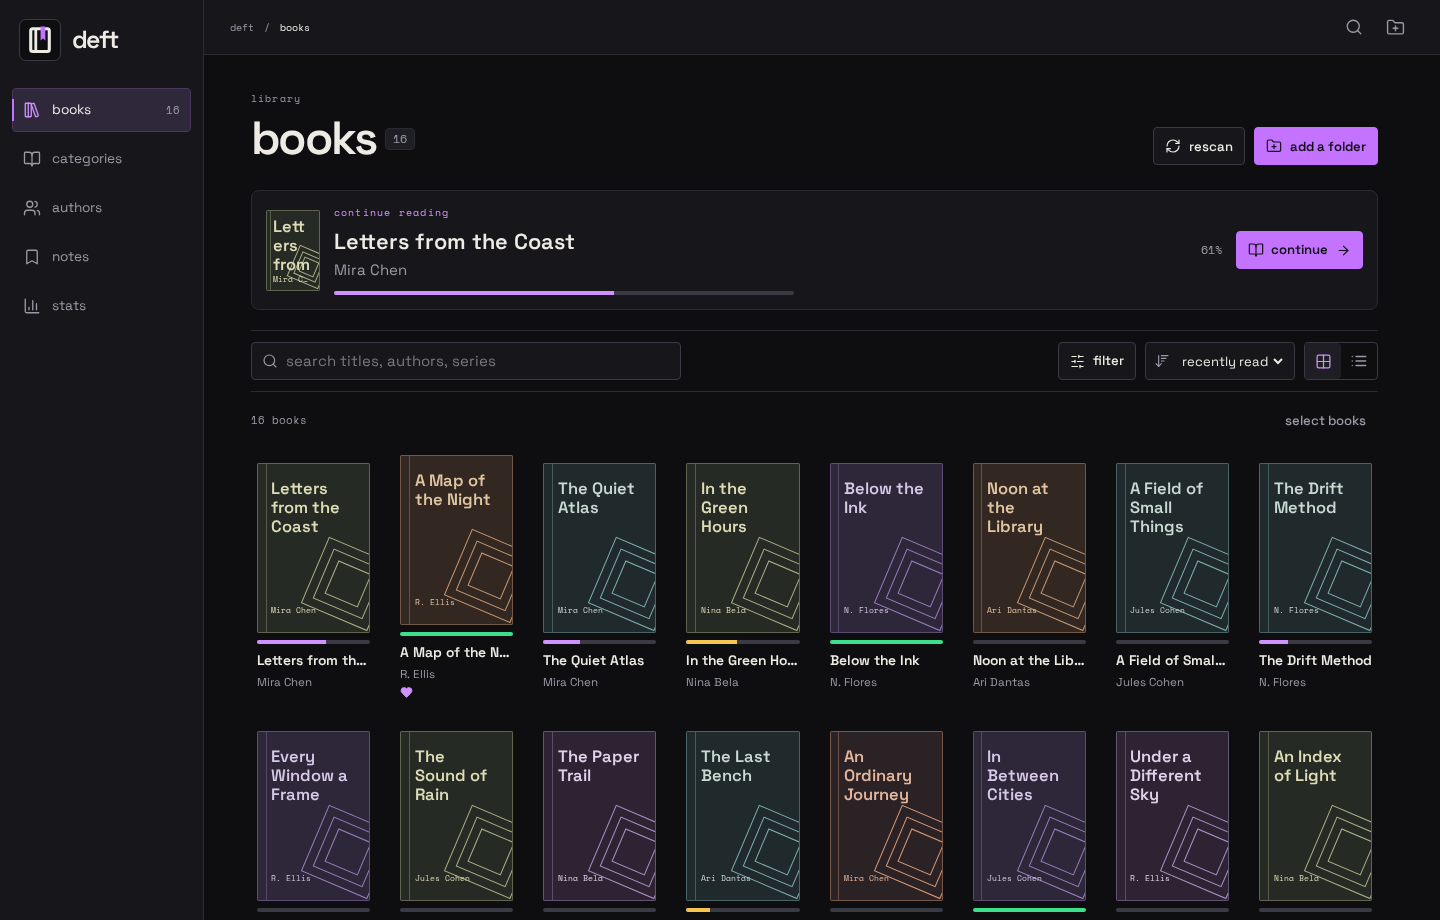 deft
deft / books
books 16
categories
authors
notes
stats
library
books 16
rescan
add a folder
Lett
ers
from
Mira C…
continue reading
Letters from the Coast
Mira Chen
61%
continue
search titles, authors, series
filter
recently read
16 books
select books
Letters
from the
Coast
Mira Chen
Letters from th...
Mira Chen
A Map of
the Night
R. Ellis
A Map of the N...
R. Ellis
The Quiet
Atlas
Mira Chen
The Quiet Atlas
Mira Chen
In the
Green
Hours
Nina Bela
In the Green Ho...
Nina Bela
Below the
Ink
N. Flores
Below the Ink
N. Flores
Noon at
the
Library
Ari Dantas
Noon at the Lib...
Ari Dantas
A Field of
Small
Things
Jules Cohen
A Field of Smal...
Jules Cohen
The Drift
Method
N. Flores
The Drift Method
N. Flores
Every
Window a
Frame
R. Ellis
The
Sound of
Rain
Jules Cohen
The Paper
Trail
Nina Bela
The Last
Bench
Ari Dantas
An
Ordinary
Journey
Mira Chen
In
Between
Cities
Jules Cohen
Under a
Different
Sky
R. Ellis
An Index
of Light
Nina Bela